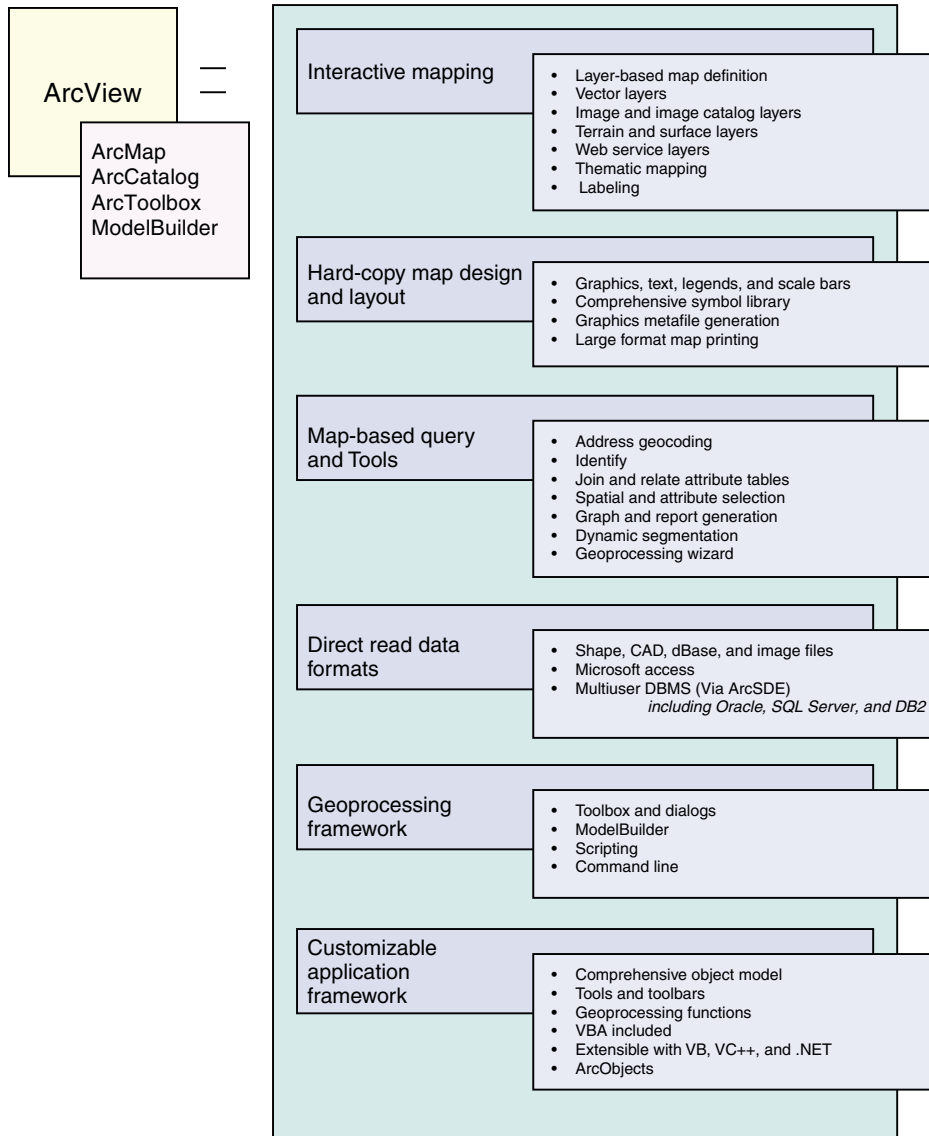 ArcView
ArcMap
ArcCatalog
ArcToolbox
ModelBuilder
Interactive mapping
• Layer-based map definition
• Vector layers
• Image and image catalog layers
• Terrain and surface layers
• Web service layers
• Thematic mapping
• Labeling
Hard-copy map design
and layout
• Graphics, text, legends, and scale bars
• Comprehensive symbol library
• Graphics metafile generation
• Large format map printing
Map-based query
and Tools
• Address geocoding
• Identify
• Join and relate attribute tables
• Spatial and attribute selection
• Graph and report generation
• Dynamic segmentation
• Geoprocessing wizard
Direct read data
formats
• Shape, CAD, dBase, and image files
• Microsoft access
• Multiuser DBMS (Via ArcSDE)
including Oracle, SQL Server, and DB2
Geoprocessing
framework
• Toolbox and dialogs
• ModelBuilder
• Scripting
• Command line
Customizable
application
framework
• Comprehensive object model
• Tools and toolbars
• Geoprocessing functions
• VBA included
• Extensible with VB, VC++, and .NET
• ArcObjects